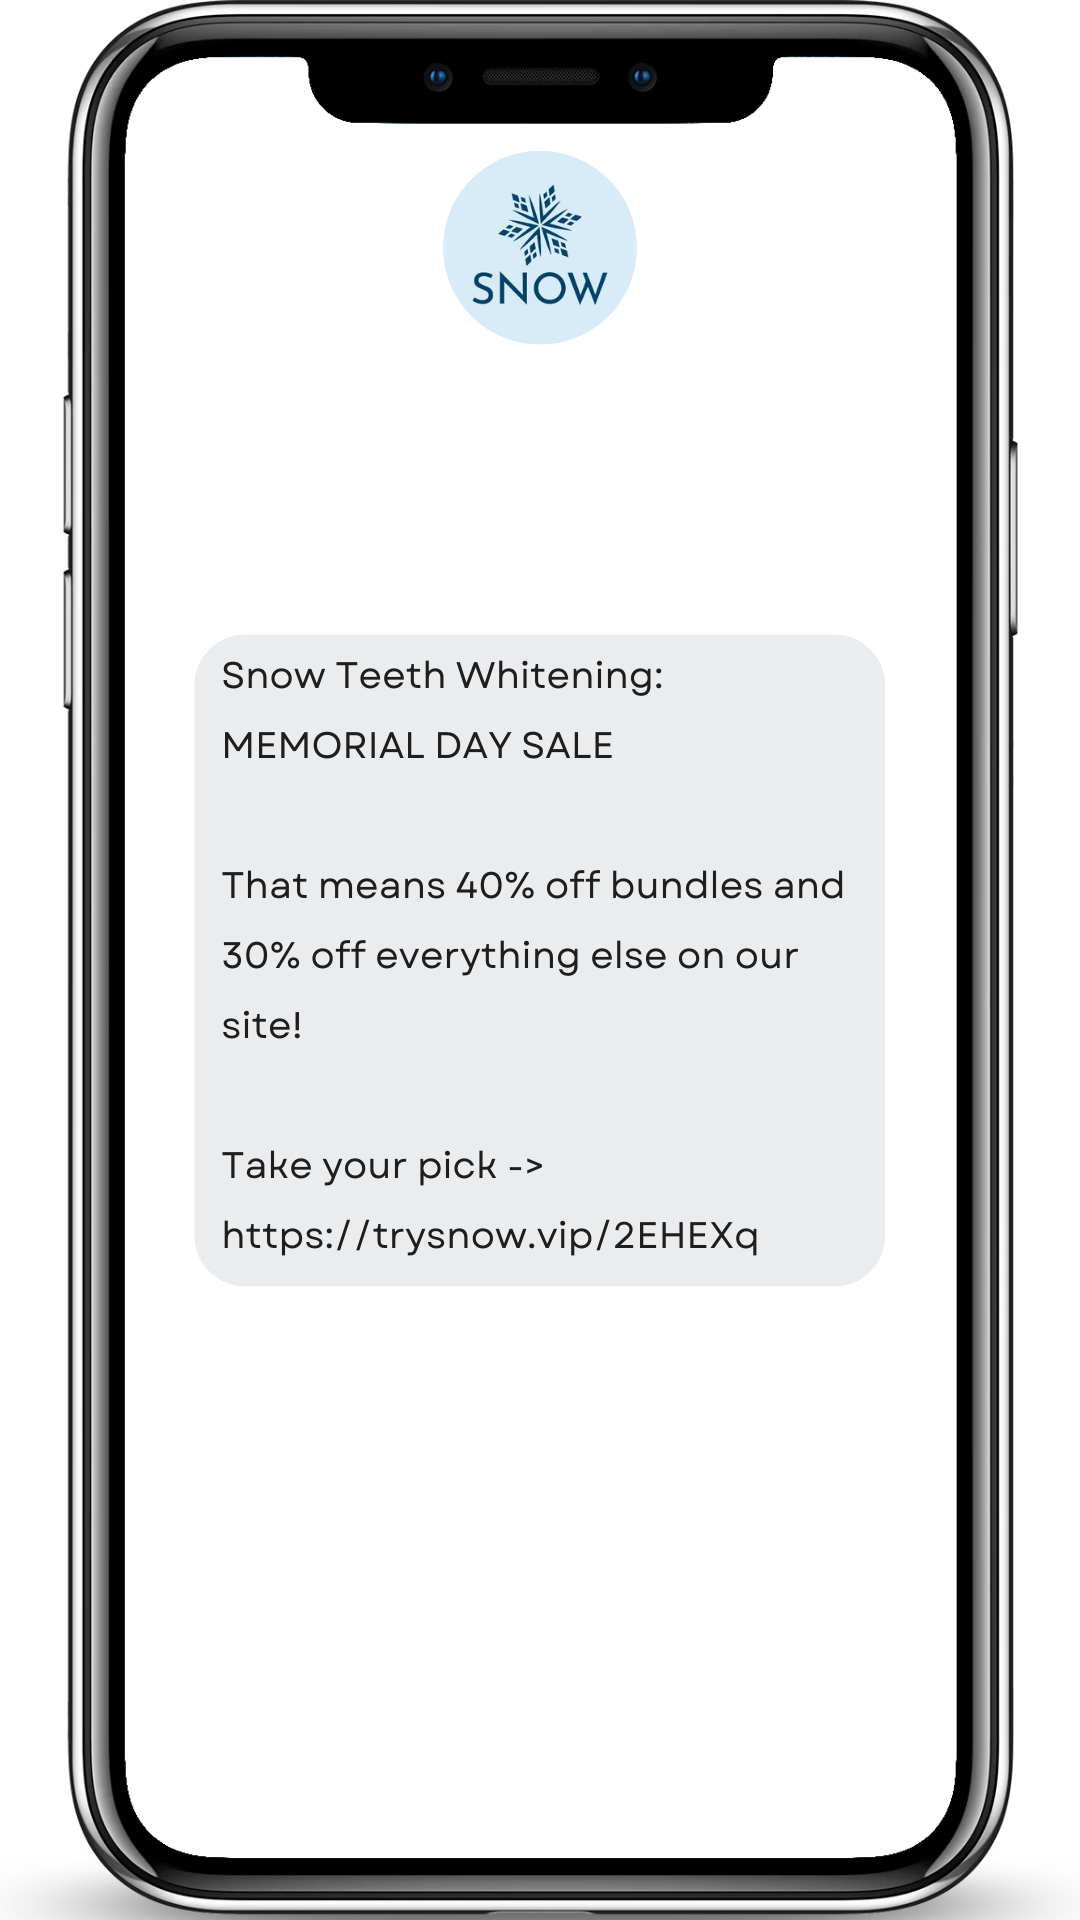 SNOW
Snow Teeth Whitening:
MEMORIAL DAY SALE
That means 40% off bundles and
30% off everything else on our
site!
Take your pick ->
https://trysnow.vip/2EHEXq